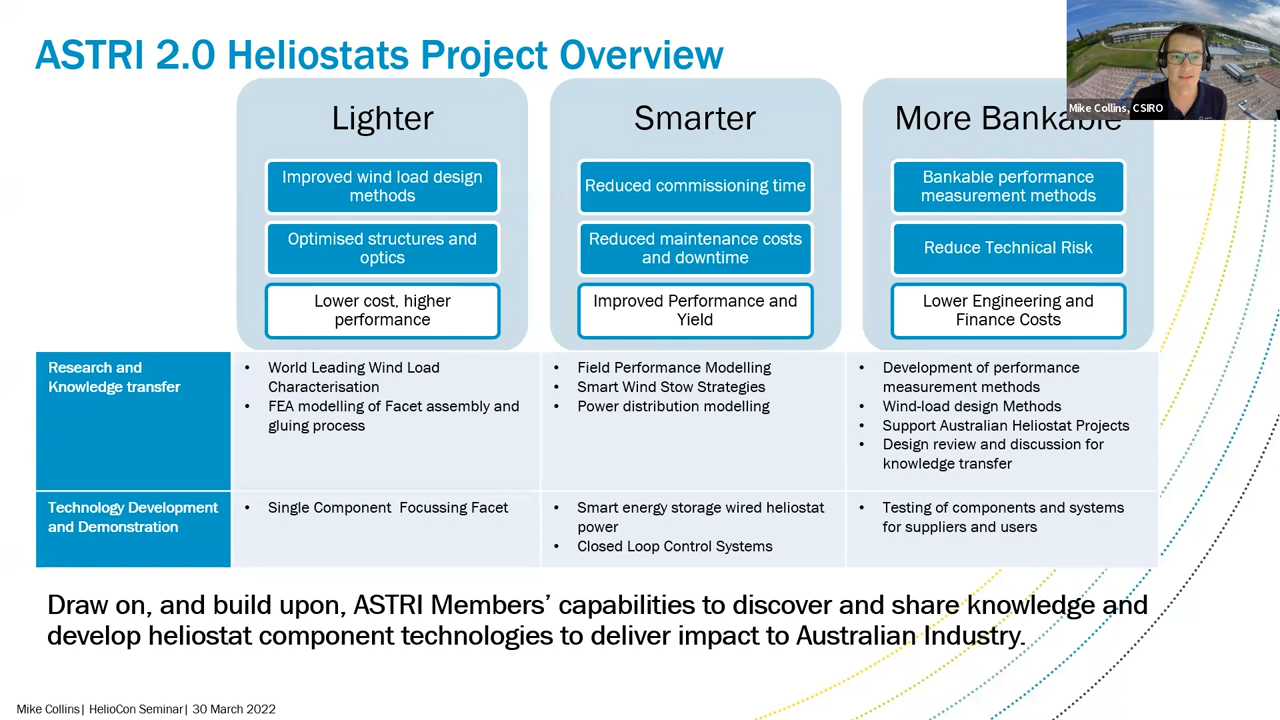 ASTRI 2.0 Heliostats Project Overview
Mike Collins, CSIRO
Lighter
Improved wind load design
methods
Optimised structures and
optics
Lower cost, higher
performance
Smarter
Reduced commissioning time
Reduced maintenance costs
and downtime
Improved Performance and
Yield
More Bankable
Bankable performance
measurement methods
Reduce Technical Risk
Lower Engineering and
Finance Costs
Research and
Knowledge transfer
• World Leading Wind Load
Characterisation
• FEA modelling of Facet assembly and
gluing process
• Field Performance Modelling
• Smart Wind Stow Strategies
• Power distribution modelling
• Development of performance
measurement methods
• Wind-load design Methods
• Support Australian Heliostat Projects
• Design review and discussion for
knowledge transfer
Technology Development
and Demonstration
• Single Component Focussing Facet
• Smart energy storage wired heliostat
power
• Closed Loop Control Systems
• Testing of components and systems
for suppliers and users
Draw on, and build upon, ASTRI Members' capabilities to discover and share knowledge and
develop heliostat component technologies to deliver impact to Australian Industry.
Mike Collins| HelioCon Seminar| 30 March 2022